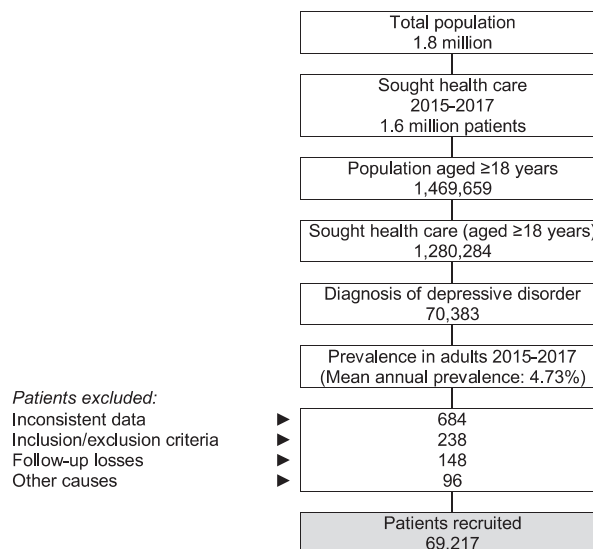 Total population
1.8 million
Sought health care
2015-2017
1.6 million patients
Population aged ≥18 years
1,469,659
Sought health care (aged ≥18 years)
1,280,284
Diagnosis of depressive disorder
70,383
Prevalence in adults 2015-2017
(Mean annual prevalence: 4.73%)
Patients excluded:
Inconsistent data ► 684
Inclusion/exclusion criteria ► 238
Follow-up losses ► 148
Other causes ► 96
Patients recruited
69,217